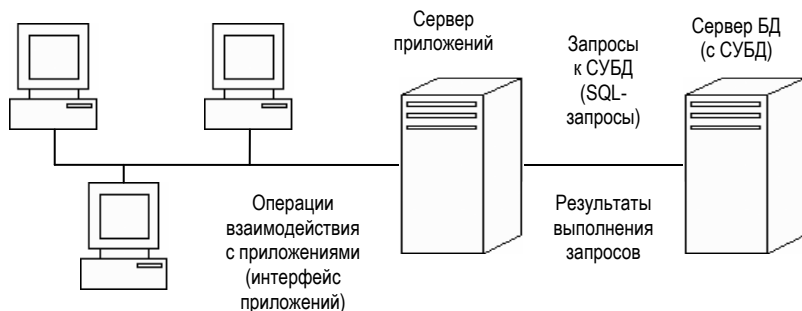 Сервер
приложений
Запросы
к СУБД
(SQL-
запросы)
Сервер БД
(с СУБД)
Операции
взаимодействия
с приложениями
(интерфейс
приложений)
Результаты
выполнения
запросов